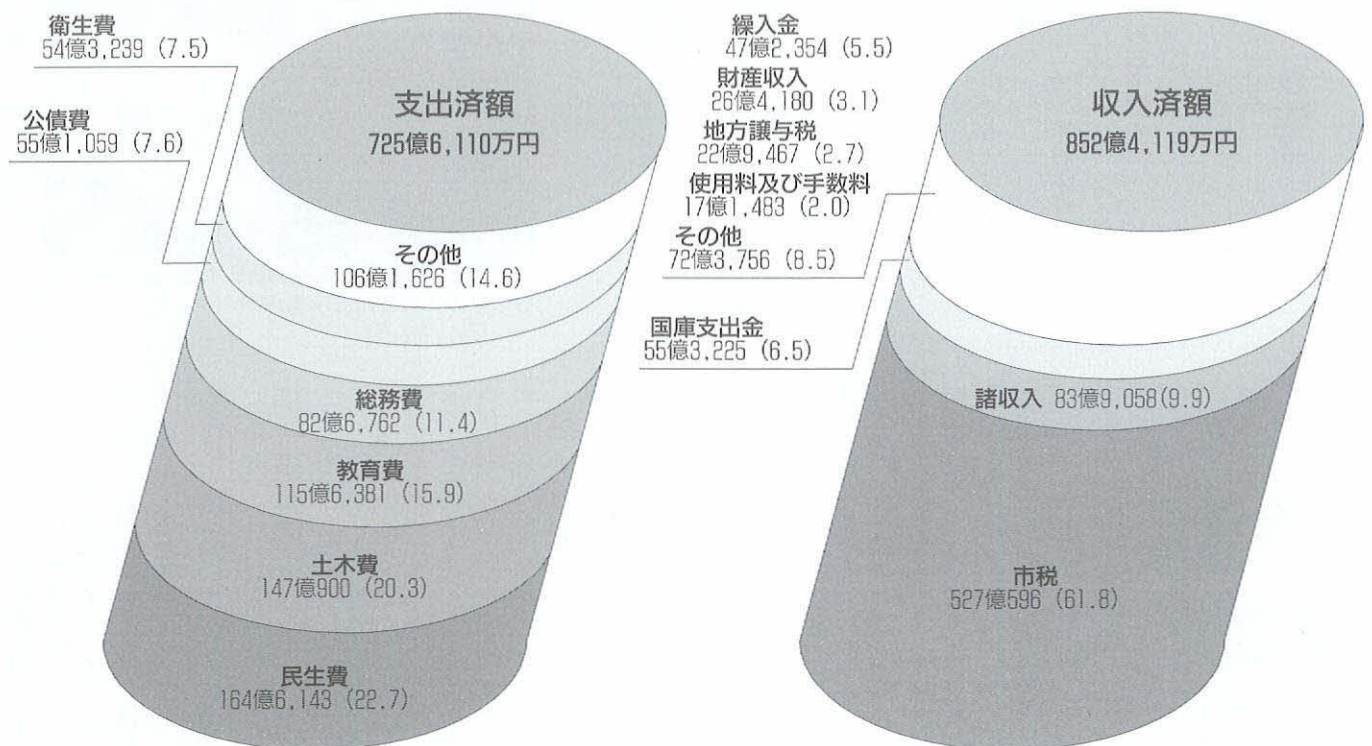 衛生費
54億3,239 (7.5)
公債費
55億1,059 (7.6)
支出済額
725億6,110万円
その他
106億1,626 (14.6)
総務費
82億6,762 (11.4)
教育費
115億6,381 (15.9)
土木費
147億900 (20.3)
民生費
164億6,143 (22.7)
繰入金
47億2,354 (5.5)
財産収入
26億4,180 (3.1)
地方譲与税
22億9,467 (2.7)
使用料及び手数料
17億1,483 (2.0)
その他
72億3,756 (8.5)
国庫支出金
55億3,225 (6.5)
収入済額
852億4,119万円
諸収入 83億9,058(9.9)
市税
527億596 (61.8)